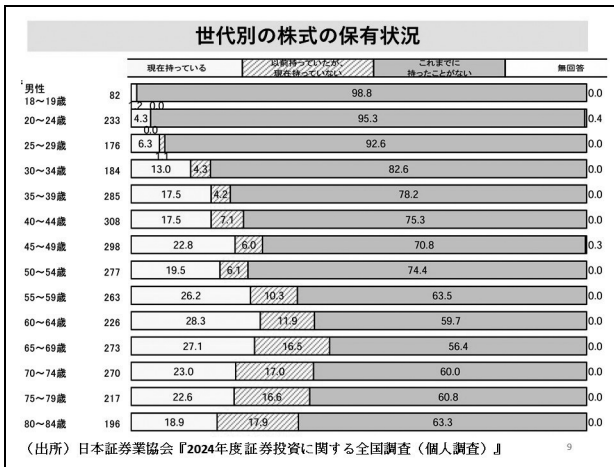 世代別の株式の保有状況
現在持っている 以前持っていたが、現在持っていない これまでに持ったことがない 無回答
男性
18～19歳 82 1.2 0.0 98.8 0.0
20～24歳 233 4.3 0.0 95.3 0.4
25～29歳 176 6.3 1.1 92.6 0.0
30～34歳 184 13.0 4.3 82.6 0.0
35～39歳 285 17.5 4.2 78.2 0.0
40～44歳 308 17.5 7.1 75.3 0.0
45～49歳 298 22.8 6.0 70.8 0.3
50～54歳 277 19.5 6.1 74.4 0.0
55～59歳 263 26.2 10.3 63.5 0.0
60～64歳 226 28.3 11.9 59.7 0.0
65～69歳 273 27.1 16.5 56.4 0.0
70～74歳 270 23.0 17.0 60.0 0.0
75～79歳 217 22.6 16.6 60.8 0.0
80～84歳 196 18.9 17.9 63.3 0.0
（出所）日本証券業協会『2024年度証券投資に関する全国調査（個人調査）』 9